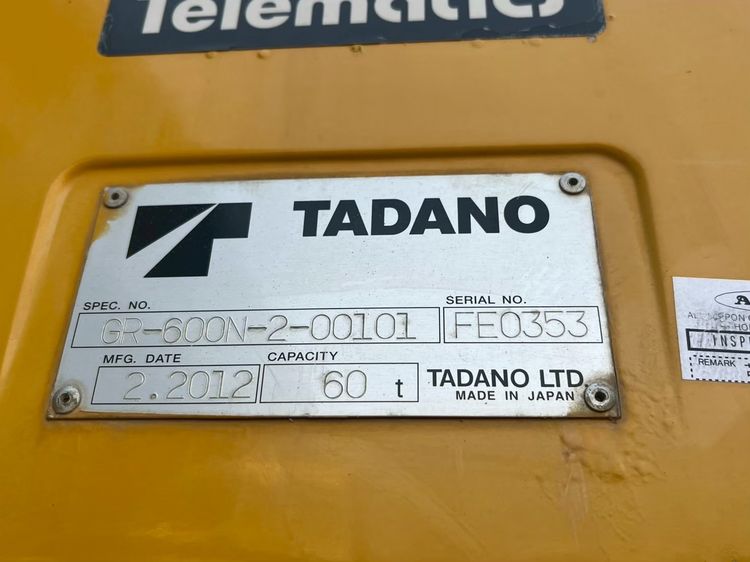 Telematics
TADANO
SPEC. NO.
SERIAL NO.
GR-600N-2-00101
FE0353
MFG. DATE
CAPACITY
2.2012
60 t
TADANO LTD.
MADE IN JAPAN
REMARK